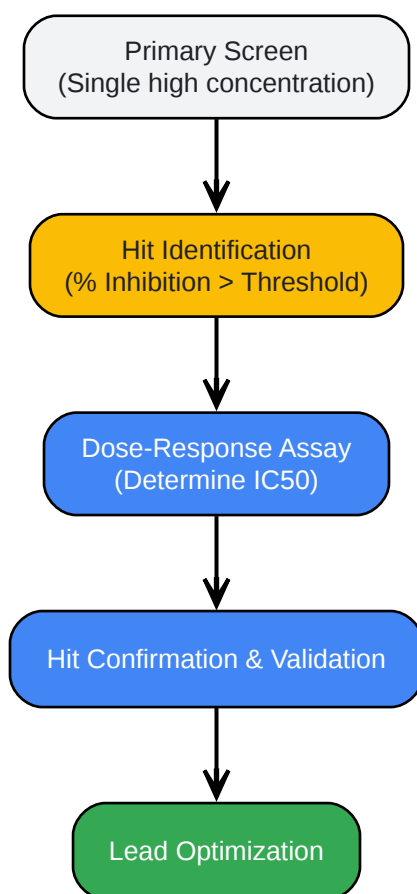 Primary Screen
(Single high concentration)
Hit Identification
(% Inhibition > Threshold)
Dose-Response Assay
(Determine IC50)
Hit Confirmation & Validation
Lead Optimization